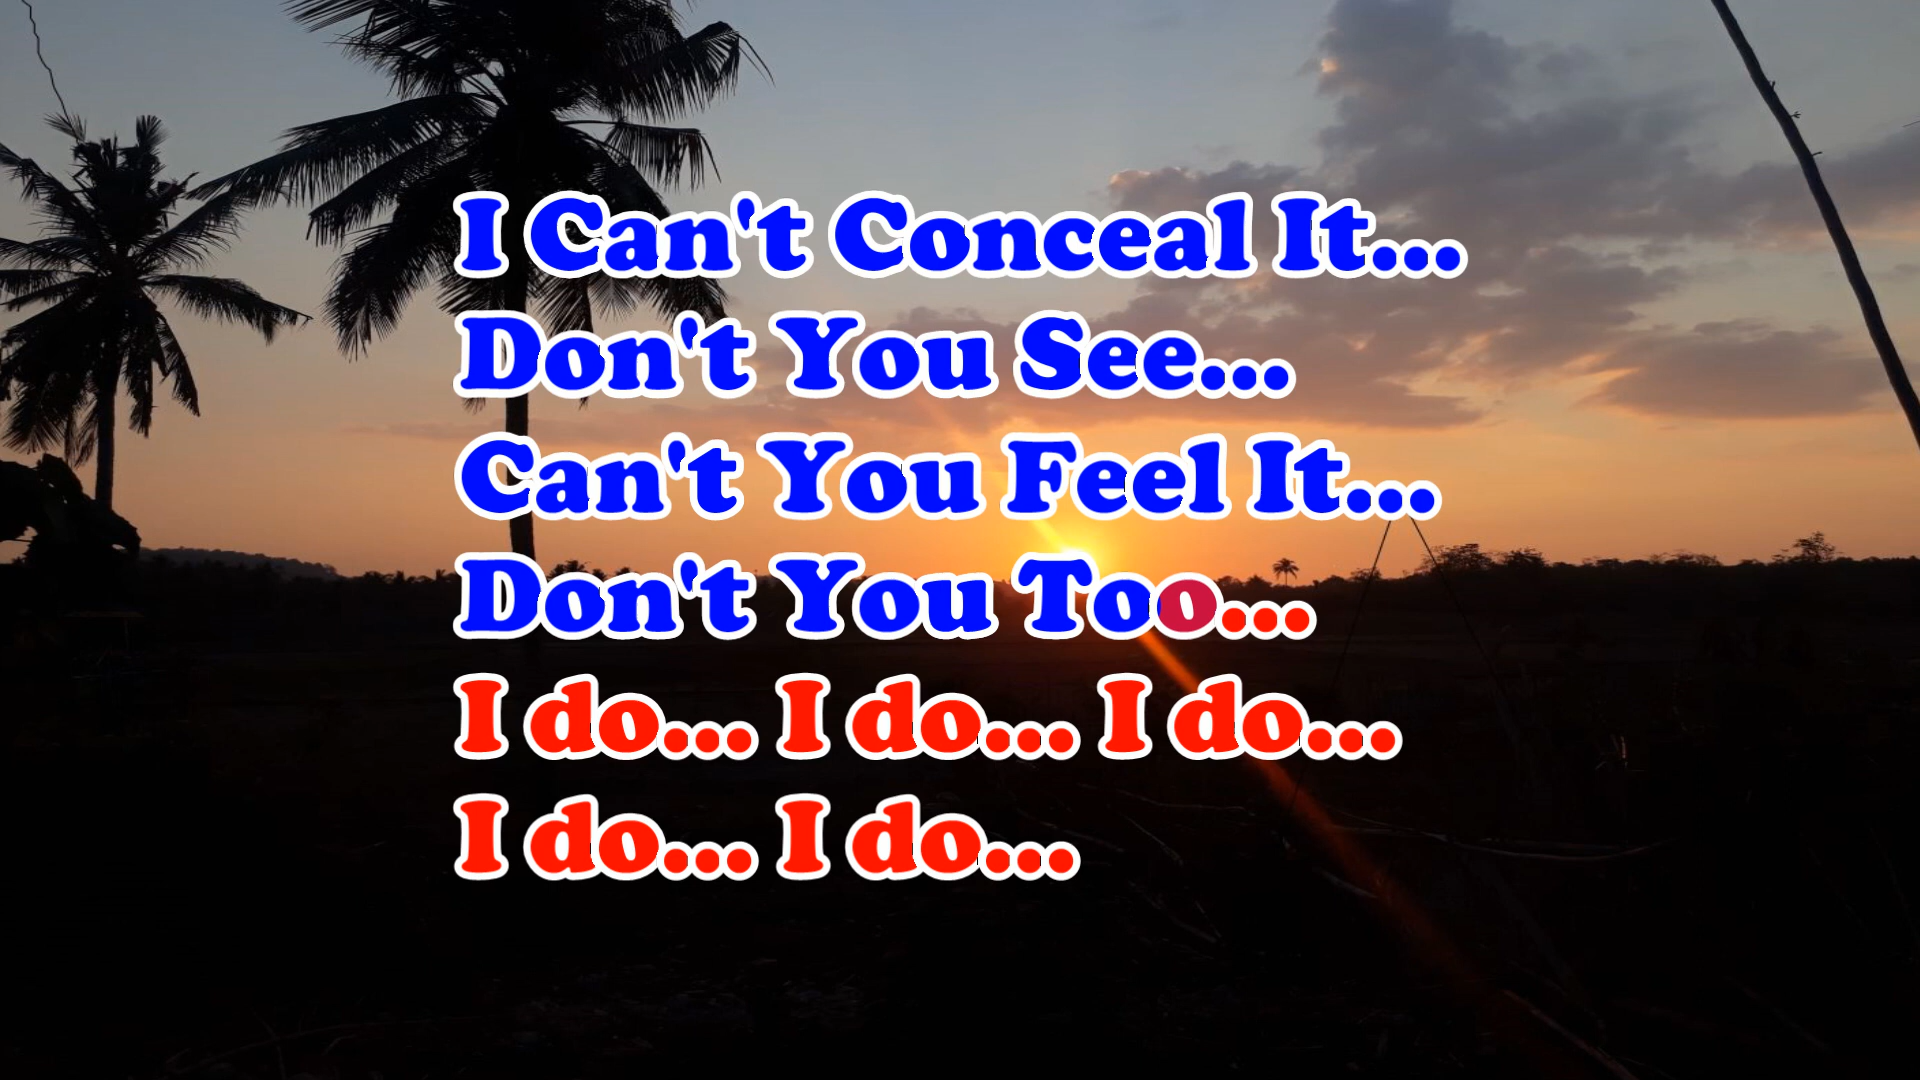 I Can't Conceal It...
Don't You See...
Can't You Feel It...
Don't You Too...
I do... I do... I do...
I do... I do...